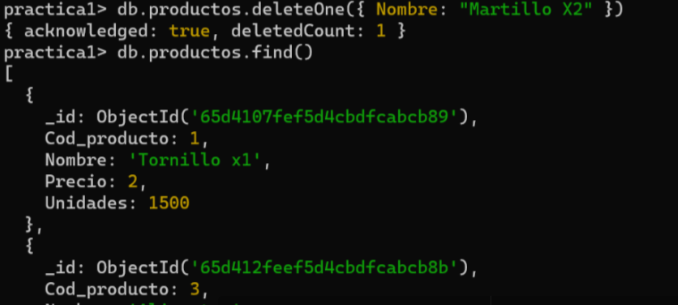 practica1> db.productos.deleteOne({ Nombre: "Martillo X2" })
{ acknowledged: true, deletedCount: 1 }
practica1> db.productos.find()
[
  {
    _id: ObjectId('65d4107fef5d4cbdfcabcb89'),
    Cod_producto: 1,
    Nombre: 'Tornillo x1',
    Precio: 2,
    Unidades: 1500
  },
  {
    _id: ObjectId('65d412feef5d4cbdfcabcb8b'),
    Cod_producto: 3,